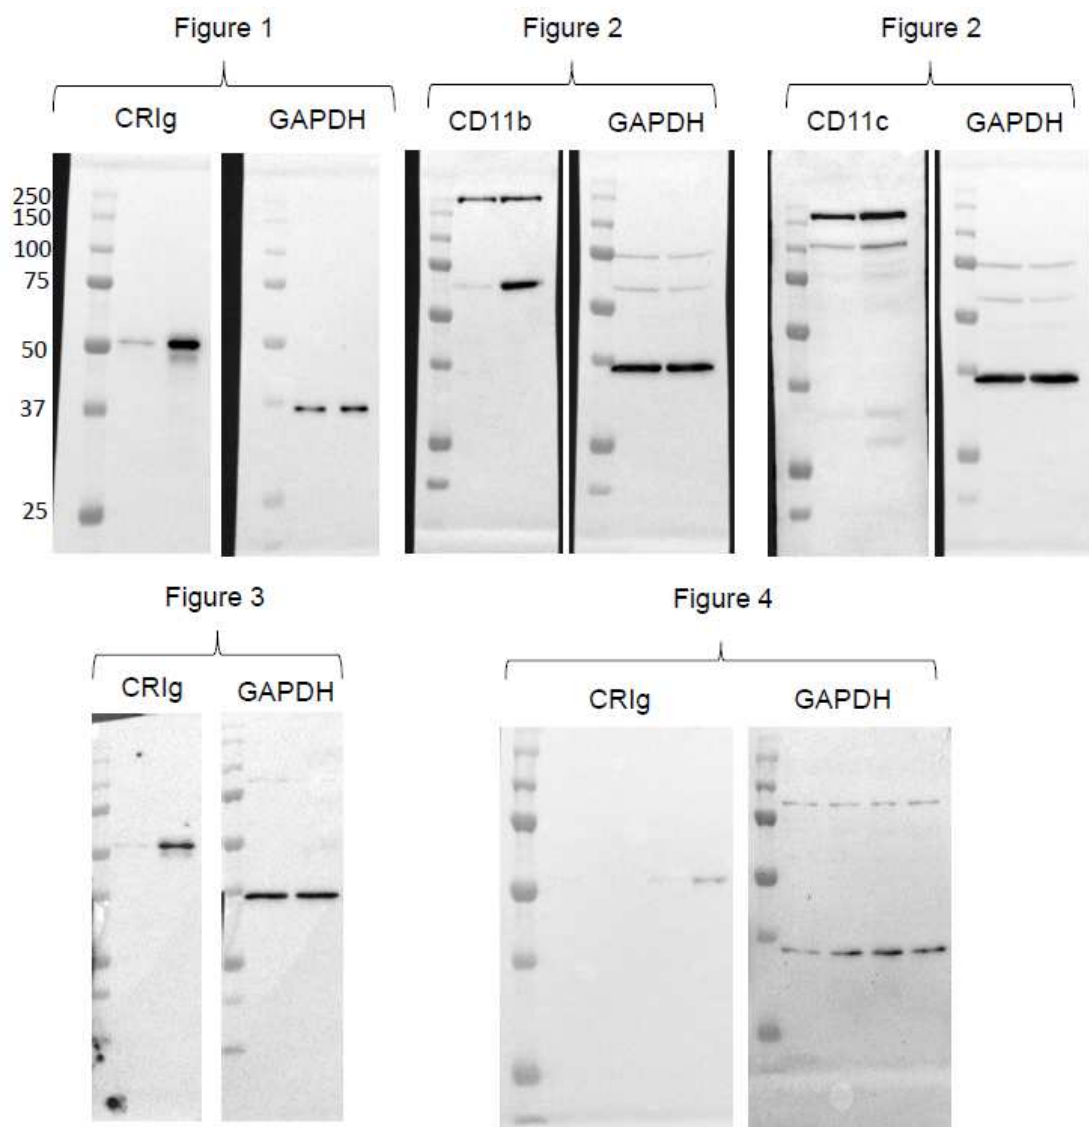 Figure 1
Figure 2
Figure 2
CRIg
GAPDH
CD11b
GAPDH
CD11c
GAPDH
250
150
100
75
50
37
25
Figure 3
Figure 4
CRIg
GAPDH
CRIg
GAPDH